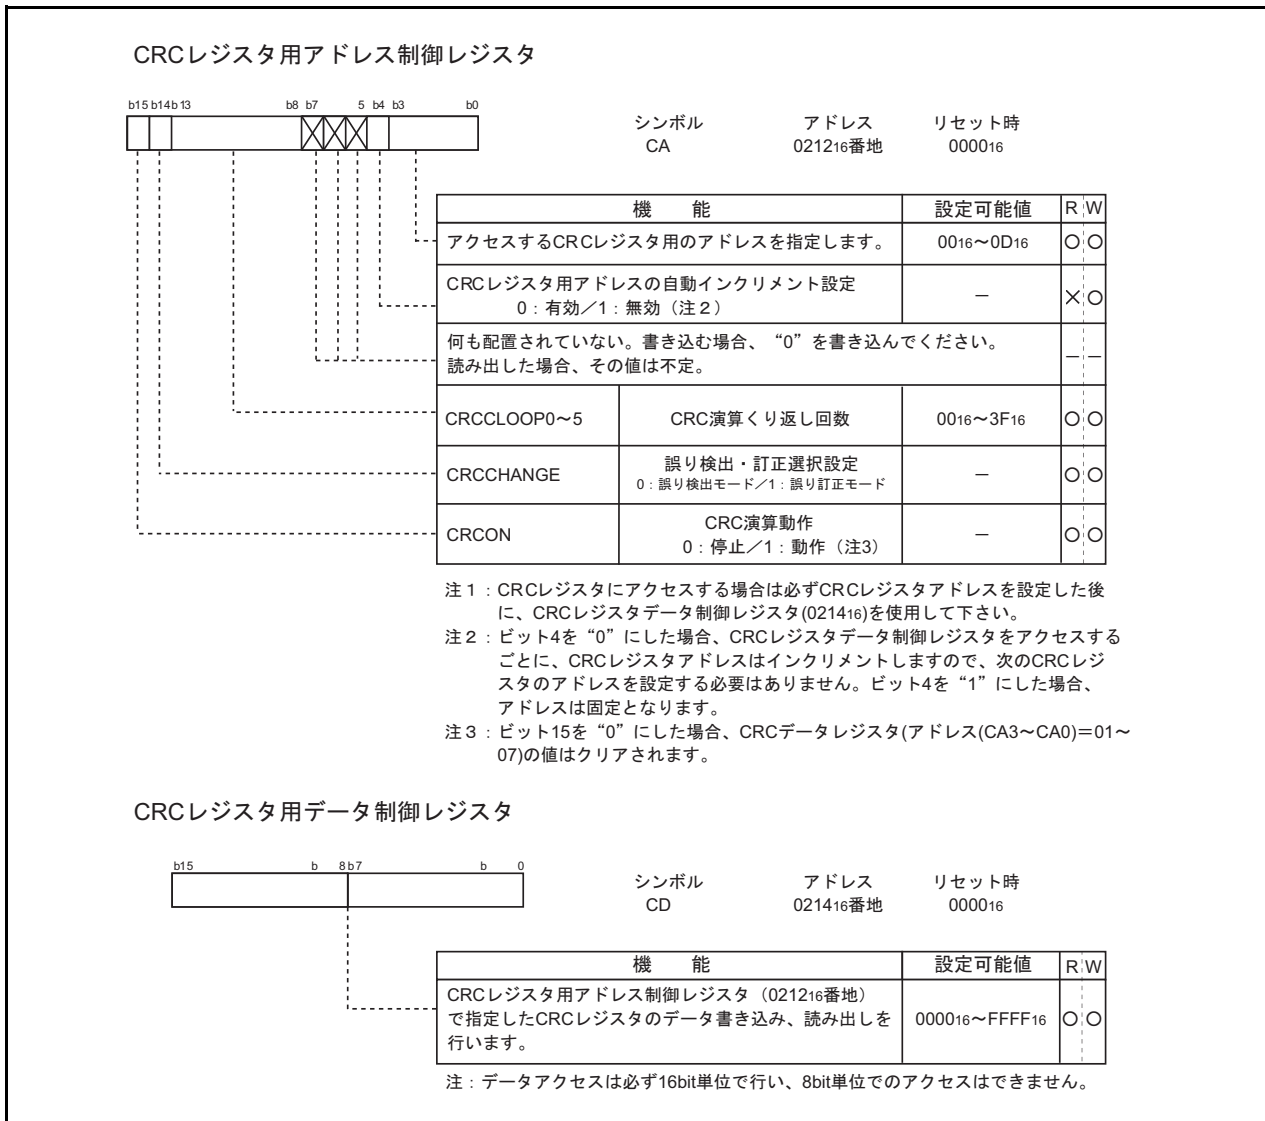 CRCレジスタ用アドレス制御レジスタ
b15 b14 b 13 b8 b7 5 b4 b3 b0
シンボル アドレス リセット時
CA 021216番地 000016
機 能 設定可能値 R W
アクセスするCRCレジスタ用のアドレスを指定します。 0016〜0D16 ○ ○
CRCレジスタ用アドレスの自動インクリメント設定
0：有効／1：無効（注２） − × ○
何も配置されていない。書き込む場合、“0”を書き込んでください。
読み出した場合、その値は不定。 − −
CRCCLOOP0〜5 CRC演算くり返し回数 0016〜3F16 ○ ○
CRCCHANGE 誤り検出・訂正選択設定
0：誤り検出モード／1：誤り訂正モード − ○ ○
CRCON CRC演算動作
0：停止／1：動作（注3） − ○ ○
注１：CRCレジスタにアクセスする場合は必ずCRCレジスタアドレスを設定した後
に、CRCレジスタデータ制御レジスタ(021416)を使用して下さい。
注２：ビット4を“0”にした場合、CRCレジスタデータ制御レジスタをアクセスする
ごとに、CRCレジスタアドレスはインクリメントしますので、次のCRCレジ
スタのアドレスを設定する必要はありません。ビット4を“1”にした場合、
アドレスは固定となります。
注３：ビット15を“0”にした場合、CRCデータレジスタ(アドレス(CA3〜CA0)＝01〜
07)の値はクリアされます。
CRCレジスタ用データ制御レジスタ
b15 b 8 b7 b 0
シンボル アドレス リセット時
CD 021416番地 000016
機 能 設定可能値 R W
CRCレジスタ用アドレス制御レジスタ（021216番地）
で指定したCRCレジスタのデータ書き込み、読み出しを 000016〜FFFF16 ○ ○
行います。
注：データアクセスは必ず16bit単位で行い、8bit単位でのアクセスはできません。